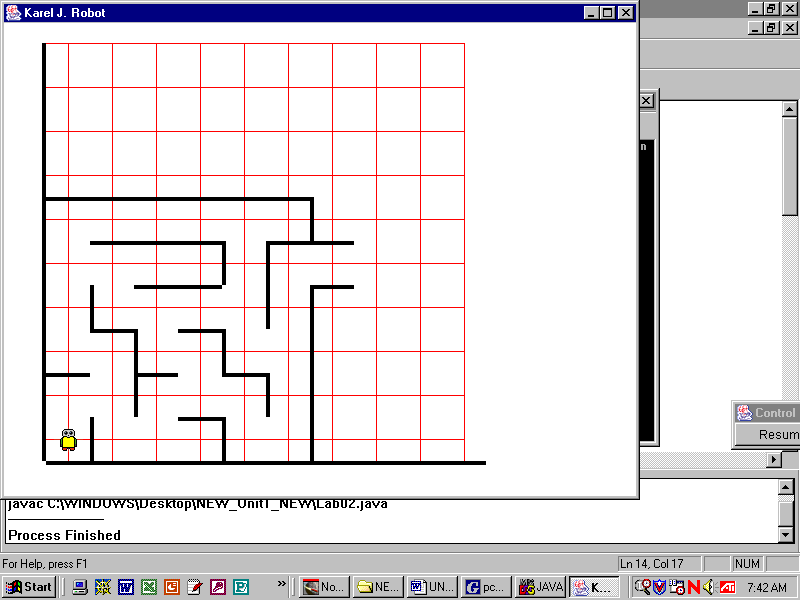 Karel J. Robot
n
Control
Resum
javac C:\WINDOWS\Desktop\NEW_Unit1_NEW\Lab02.java
Process Finished
For Help, press F1
Ln 14, Col 17
NUM
Start
No...
NE...
UN...
pc...
JAVA
K...
7:42 AM